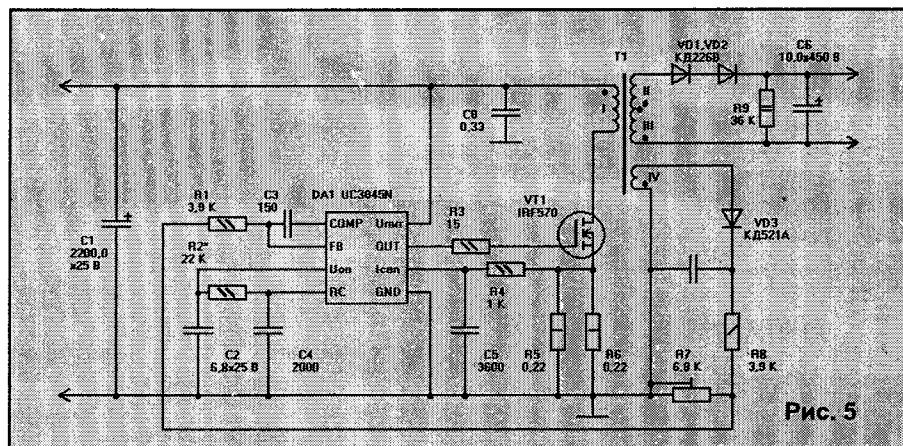 T1
VD1,VD2
КД226В
C6
10,0x450 В
II
I
III
R9
36 К
C8
0,33
IV
VD3
КД521А
R1
3,9 К
C3
150
DA1 UC3845N
COMP
FB
Uоп
RC
Uпит
OUT
GND
R3
15
VT1
IRF570
R2*
22 К
C1
2200,0
x25 В
R4
1 К
C2
6,8x25 В
C4
2000
C5
3600
R5
0,22
R6
0,22
R7
6,8 К
R8
3,9 К
Рис. 5